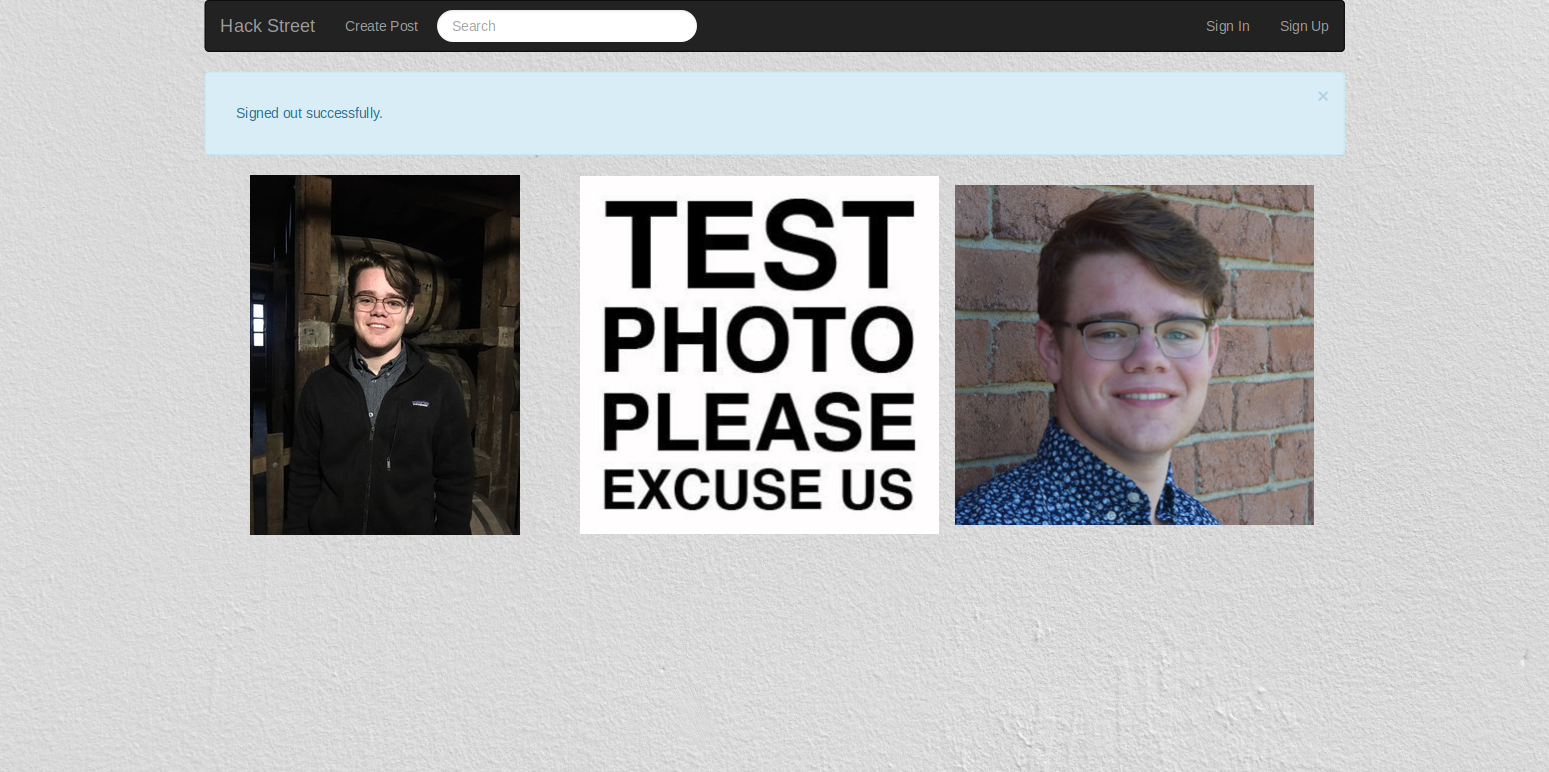 Hack Street
Create Post
Search
Sign In
Sign Up
×
Signed out successfully.
TEST
PHOTO
PLEASE
EXCUSE US